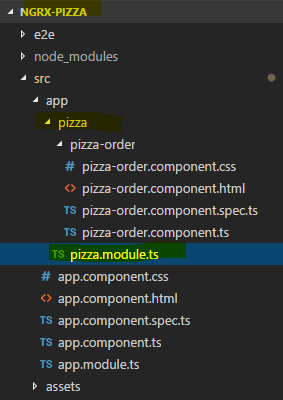 NGRX-PIZZA
e2e
node_modules
src
app
pizza
pizza-order
pizza-order.component.css
pizza-order.component.html
TS pizza-order.component.spec.ts
TS pizza-order.component.ts
TS pizza.module.ts
app.component.css
app.component.html
TS app.component.spec.ts
TS app.component.ts
TS app.module.ts
assets